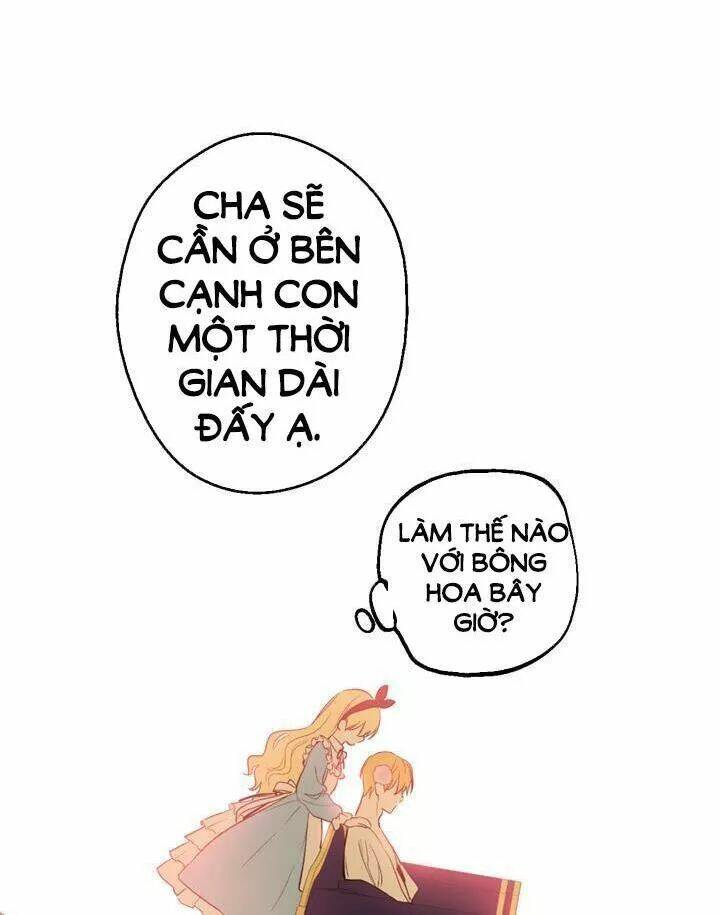 CHA SẼ
CẦN Ở BÊN
CẠNH CON
MỘT THỜI
GIAN DÀI
ĐẤY Ạ.
LÀM THẾ NÀO
VỚI BÔNG
HOA BÂY
GIỜ?